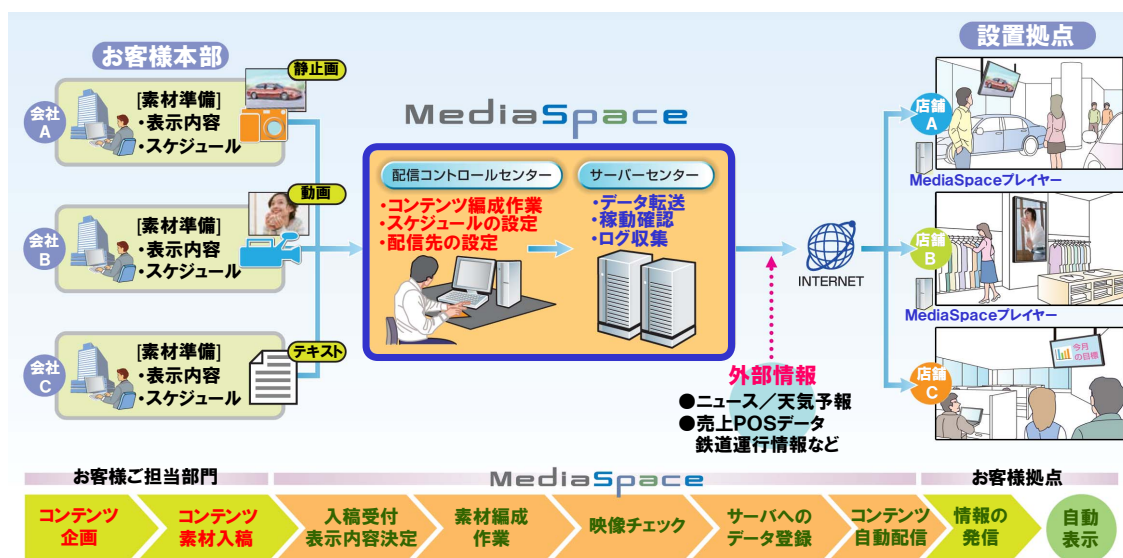 お客様本部
設置拠点
会社
A
[素材準備]
・表示内容
・スケジュール
静止画
会社
B
[素材準備]
・表示内容
・スケジュール
動画
会社
C
[素材準備]
・表示内容
・スケジュール
テキスト
MediaSpace
配信コントロールセンター
・コンテンツ編成作業
・スケジュールの設定
・配信先の設定
サーバーセンター
・データ転送
・稼動確認
・ログ収集
INTERNET
外部情報
●ニュース/天気予報
●売上POSデータ
鉄道運行情報など
店舗
A
MediaSpaceプレイヤー
店舗
B
MediaSpaceプレイヤー
店舗
C
今月
の目標
お客様ご担当部門
MediaSpace
お客様拠点
コンテンツ
企画
コンテンツ
素材入稿
入稿受付
表示内容決定
素材編成
作業
映像チェック
サーバへの
データ登録
コンテンツ
自動配信
情報の
発信
自動
表示